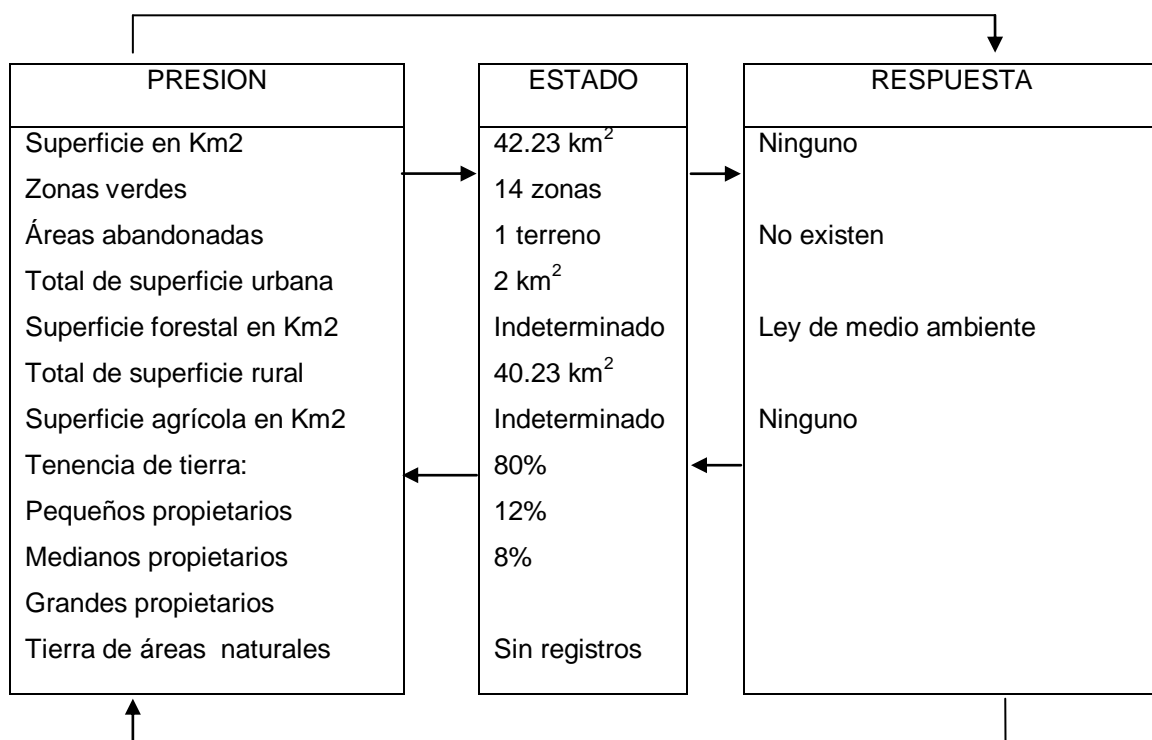 PRESION
Superficie en Km2
Zonas verdes
Áreas abandonadas
Total de superficie urbana
Superficie forestal en Km2
Total de superficie rural
Superficie agrícola en Km2
Tenencia de tierra:
Pequeños propietarios
Medianos propietarios
Grandes propietarios
Tierra de áreas naturales
ESTADO
42.23 km²
14 zonas
1 terreno
2 km²
Indeterminado
40.23 km²
Indeterminado
80%
12%
8%
Sin registros
RESPUESTA
Ninguno
No existen
Ley de medio ambiente
Ninguno